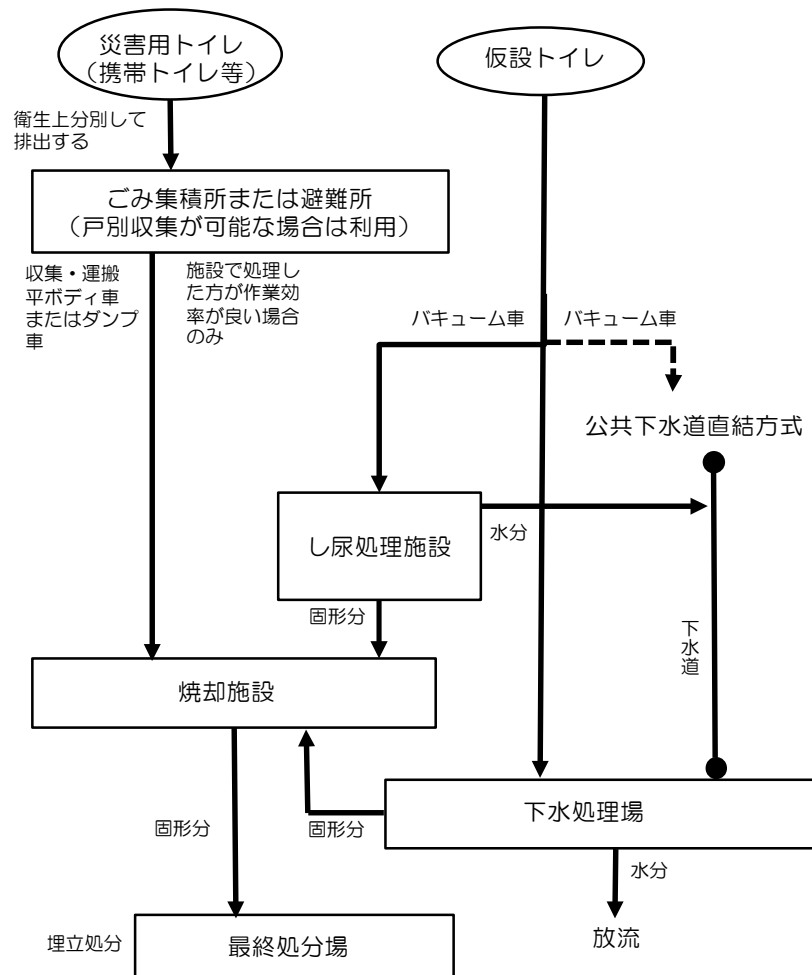 災害用トイレ
（携帯トイレ等）
仮設トイレ
衛生上分別して
排出する
ごみ集積所または避難所
（戸別収集が可能な場合は利用）
収集・運搬
平ボディ車
またはダンプ
車
施設で処理し
た方が作業効
率が良い場合
のみ
バキューム車
バキューム車
公共下水道直結方式
し尿処理施設
水分
固形分
下水道
焼却施設
下水処理場
固形分
固形分
水分
埋立処分
最終処分場
放流